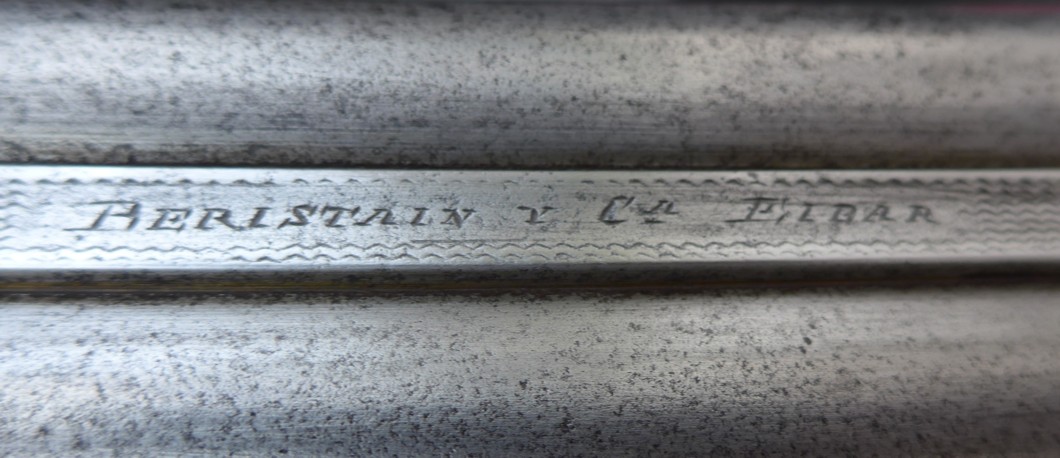 BERISTAIN Y Cª EIBAR